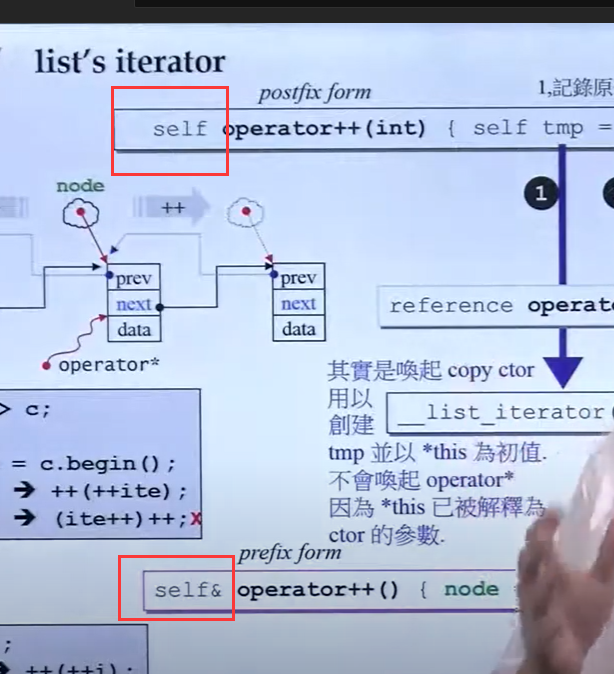 list's iterator
postfix form
1,記錄原
self operator++(int) { self tmp =
node
++
1
prev
next
data
prev
next
data
reference operat
operator*
其實是喚起 copy ctor
用以
創建
__list_iterator(
tmp 並以 *this 為初值.
不會喚起 operator*
因為 *this 已被解釋為
ctor 的參數.
> c;
= c.begin();
➔ ++(++ite);
➔ (ite++)++;x
prefix form
self& operator++() { node
;
➔ ++(++i);